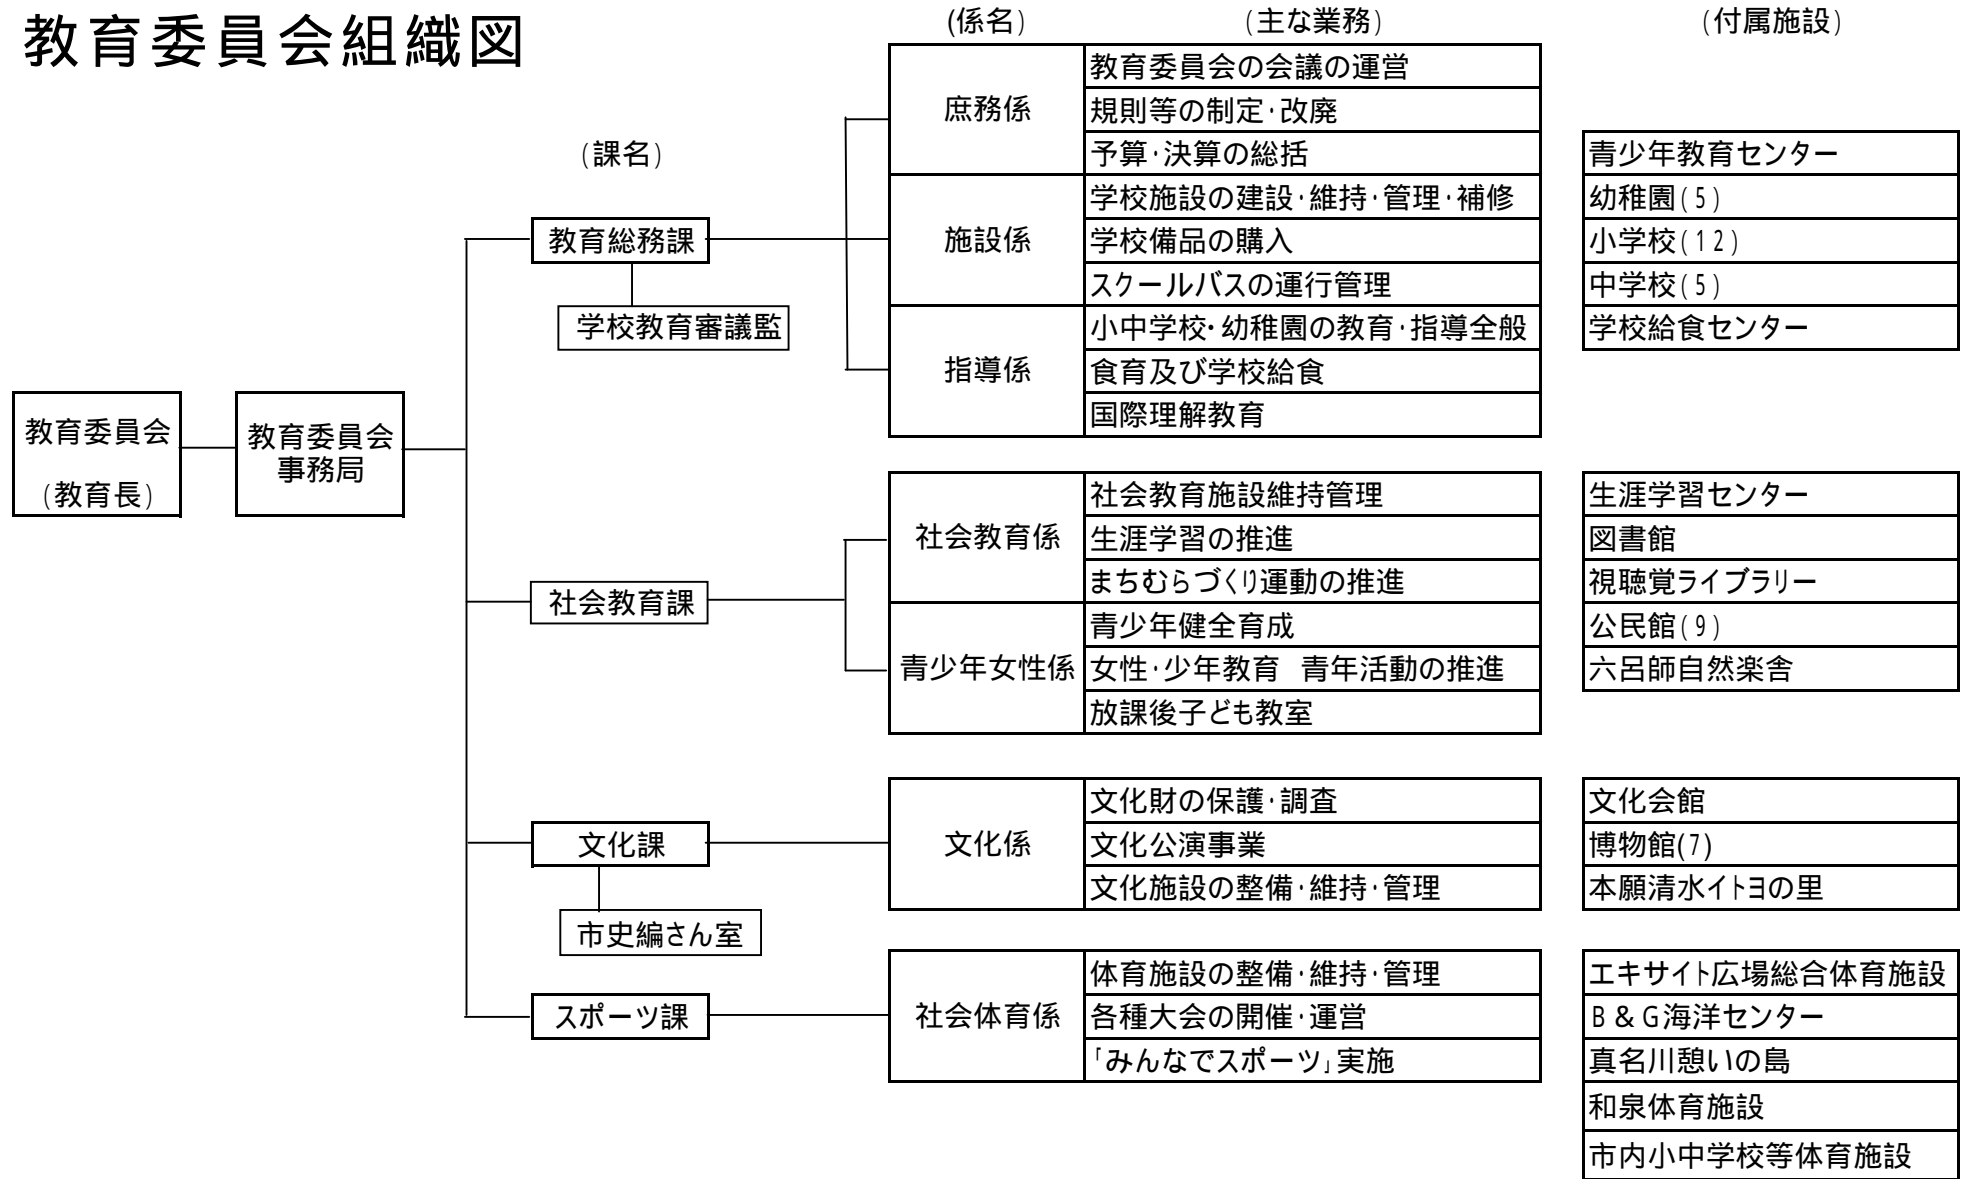 教育委員会組織図
(係名)
(主な業務)
(付属施設)
(課名)
教育委員会
(教育長)
教育委員会
事務局
教育総務課
学校教育審議監
庶務係
教育委員会の会議の運営
規則等の制定・改廃
予算・決算の総括
施設係
学校施設の建設・維持・管理・補修
学校備品の購入
スクールバスの運行管理
指導係
小中学校・幼稚園の教育・指導全般
食育及び学校給食
国際理解教育
青少年教育センター
幼稚園(5)
小学校(12)
中学校(5)
学校給食センター
社会教育課
社会教育係
社会教育施設維持管理
生涯学習の推進
まちむらづくり運動の推進
青少年女性係
青少年健全育成
女性・少年教育　青年活動の推進
放課後子ども教室
生涯学習センター
図書館
視聴覚ライブラリー
公民館(9)
六呂師自然楽舎
文化課
市史編さん室
文化係
文化財の保護・調査
文化公演事業
文化施設の整備・維持・管理
文化会館
博物館(7)
本願清水イトヨの里
スポーツ課
社会体育係
体育施設の整備・維持・管理
各種大会の開催・運営
「みんなでスポーツ」実施
エキサイト広場総合体育施設
B&G海洋センター
真名川憩いの島
和泉体育施設
市内小中学校等体育施設